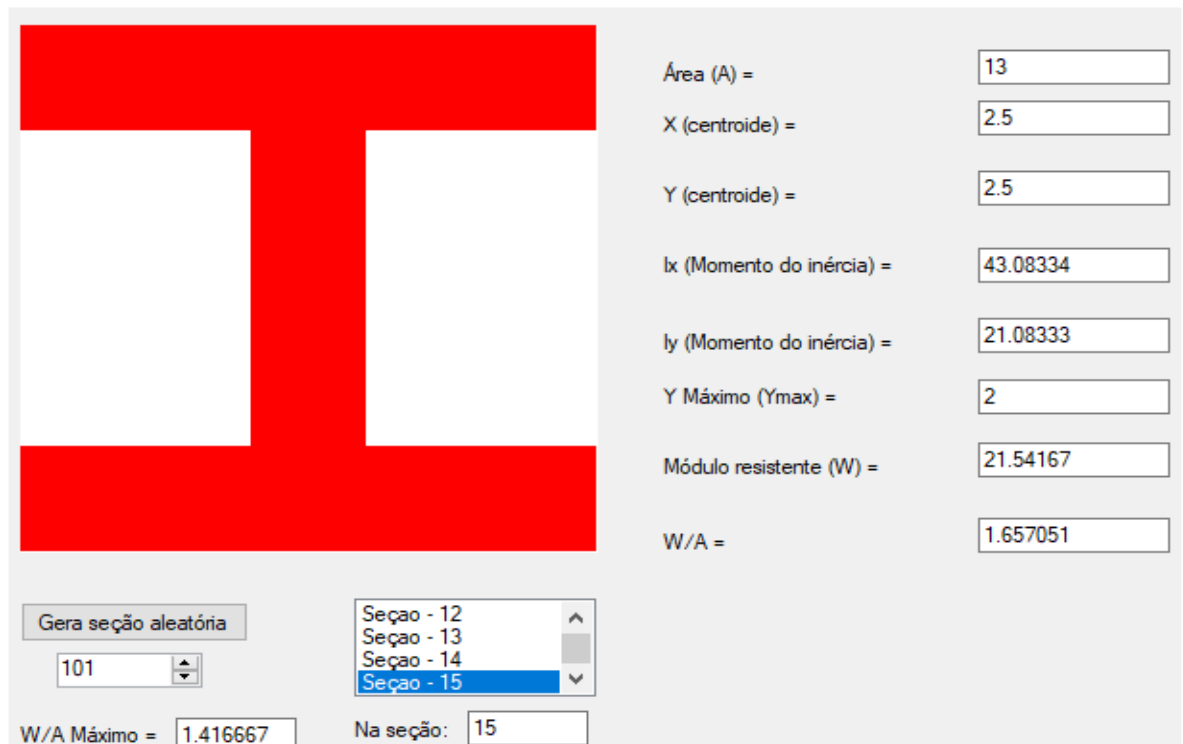 Área (A) = 13
X (centroide) = 2.5
Y (centroide) = 2.5
Ix (Momento do inércia) = 43.08334
Iy (Momento do inércia) = 21.08333
Y Máximo (Ymax) = 2
Módulo resistente (W) = 21.54167
W/A = 1.657051
Gera seção aleatória
101
Seçao - 12
Seçao - 13
Seçao - 14
Seçao - 15
W/A Máximo = 1.416667
Na seção: 15